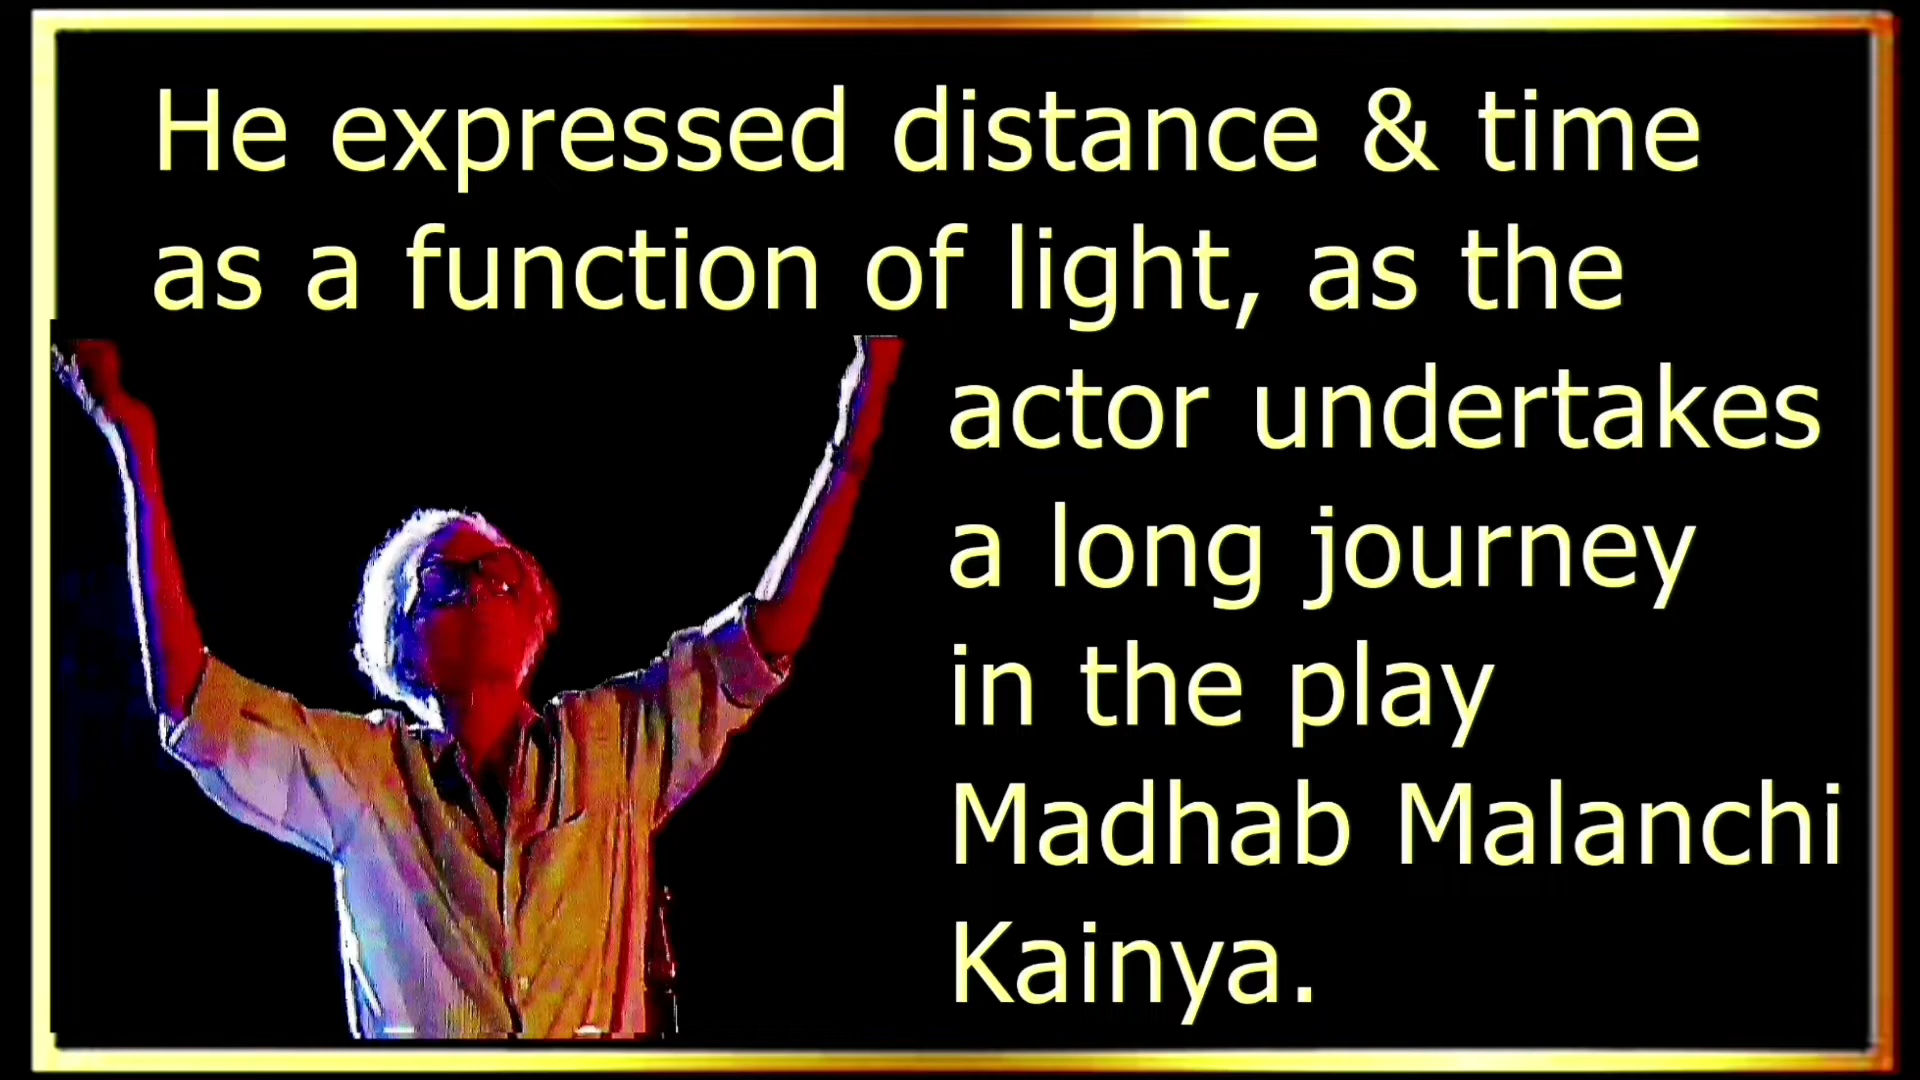 He expressed distance & time
as a function of light, as the
actor undertakes
a long journey
in the play
Madhab Malanchi
Kainya.